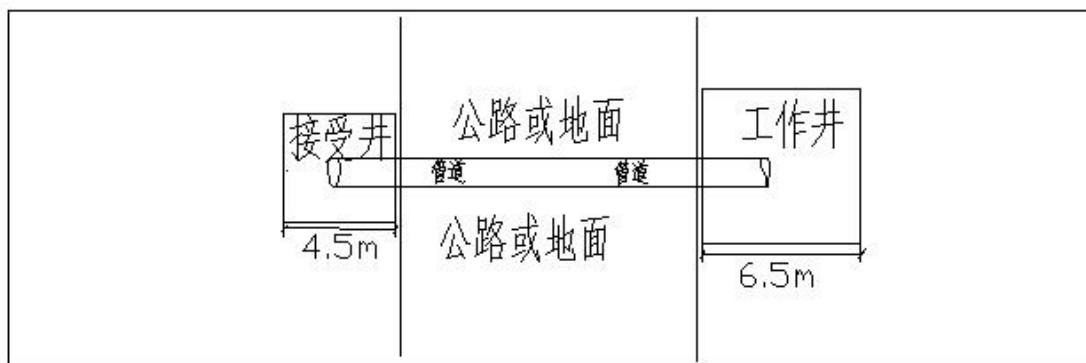 公路或地面
接受井
工作井
管道
管道
公路或地面
4.5m
6.5m